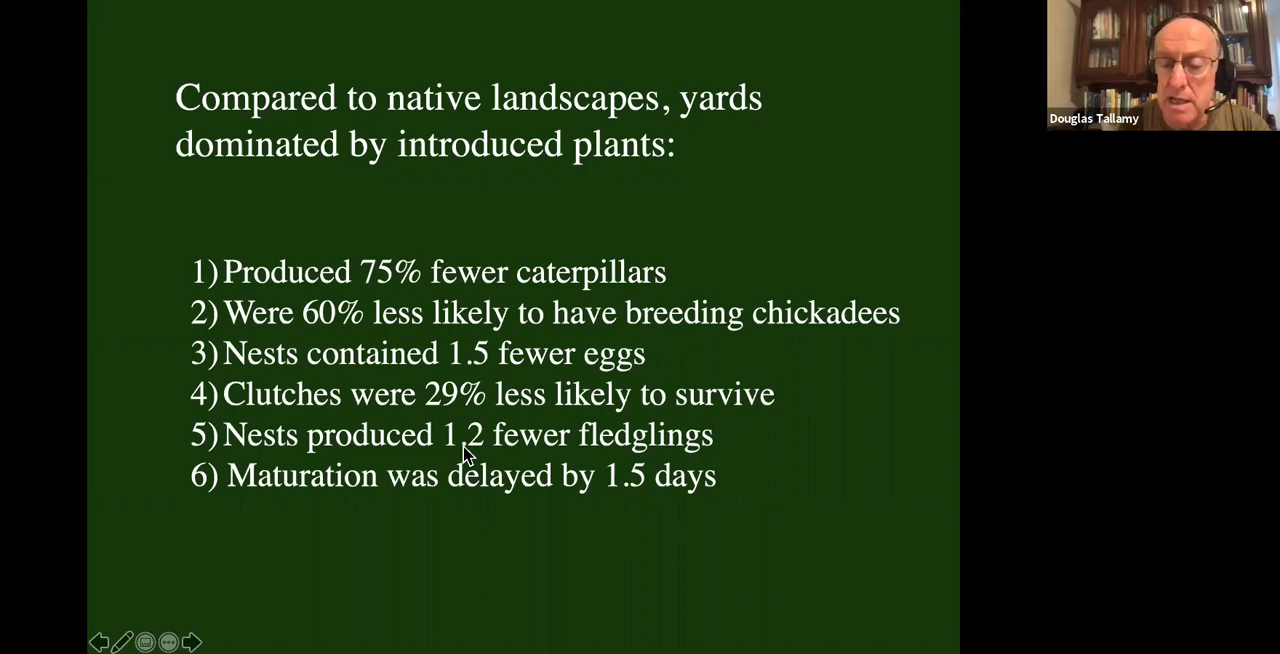 Compared to native landscapes, yards
dominated by introduced plants:
1) Produced 75% fewer caterpillars
2) Were 60% less likely to have breeding chickadees
3) Nests contained 1.5 fewer eggs
4) Clutches were 29% less likely to survive
5) Nests produced 1.2 fewer fledglings
6) Maturation was delayed by 1.5 days
Douglas Tallamy